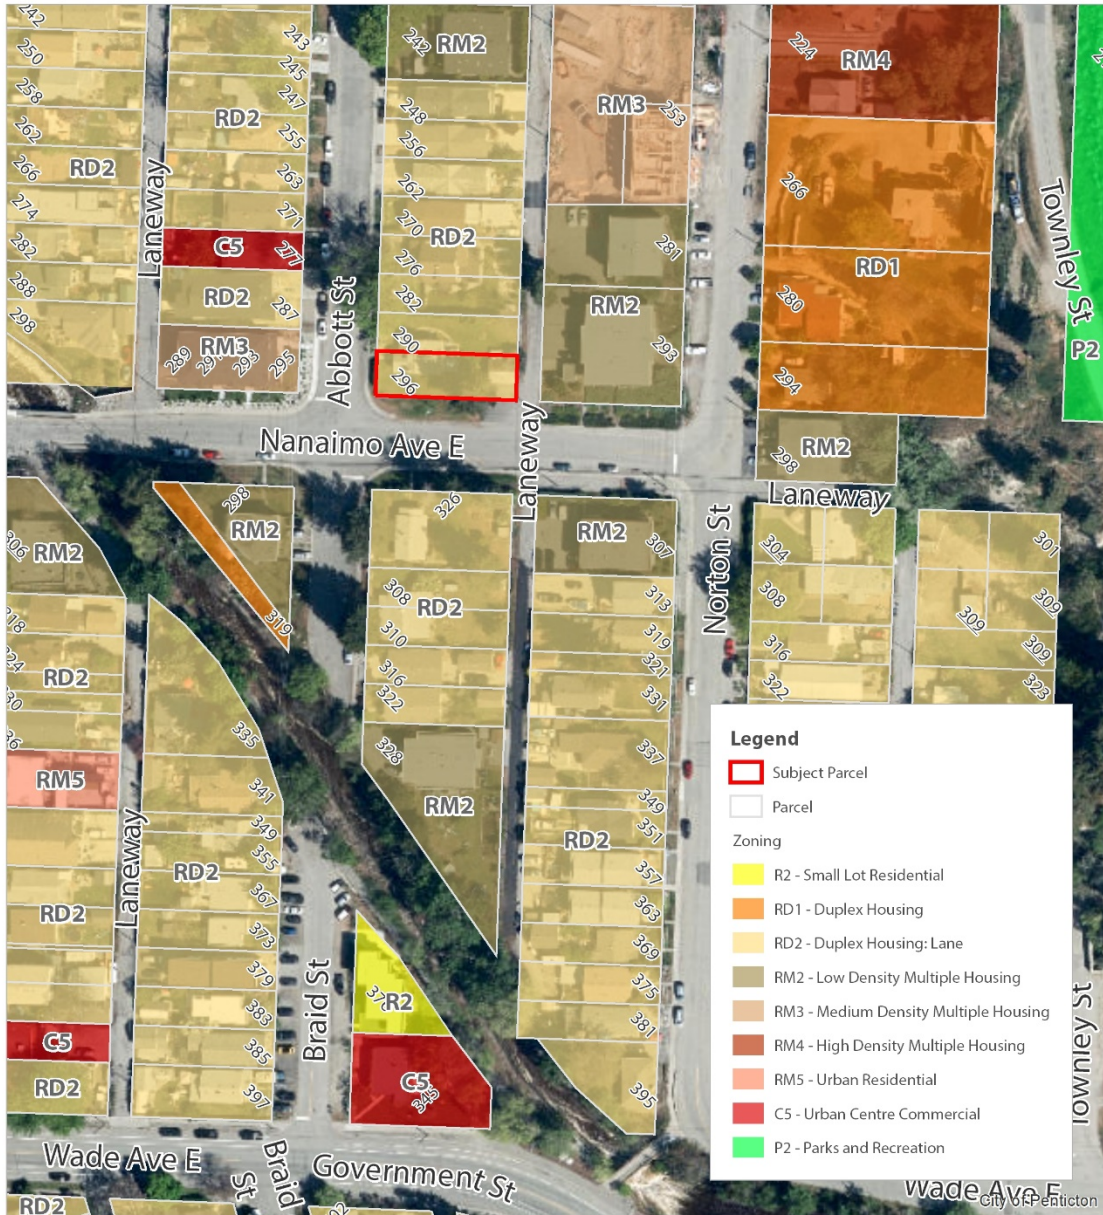 242
250
258
262
266
274
282
288
298
RD2
Laneway
243
245
247
RD2
255
263
271
C5
277
RD2
287
RM3
289
293
295
Abbott St
242
RM2
248
256
262
270
RD2
276
282
290
296
RM3
253
281
RM2
293
224
RM4
266
RD1
280
294
RM2
298
Townley St
P2
Nanaimo Ave E
Laneway
Laneway
Norton St
306
RM2
318
RD2
RM5
RD2
C5
RD2
298
RM2
319
326
308
RD2
310
316
322
328
RM2
RM2
307
313
319
321
331
337
349
351
RD2
357
363
369
375
381
395
304
308
316
322
301
309
309
309
323
Laneway
335
341
349
355
RD2
367
373
379
383
385
397
Braid St
R2
C5
345
Wade Ave E
Braid
St
Government St
RD2
Townley St
Wade Ave E
Legend
Subject Parcel
Parcel
Zoning
R2 - Small Lot Residential
RD1 - Duplex Housing
RD2 - Duplex Housing: Lane
RM2 - Low Density Multiple Housing
RM3 - Medium Density Multiple Housing
RM4 - High Density Multiple Housing
RM5 - Urban Residential
C5 - Urban Centre Commercial
P2 - Parks and Recreation
City of Penticton